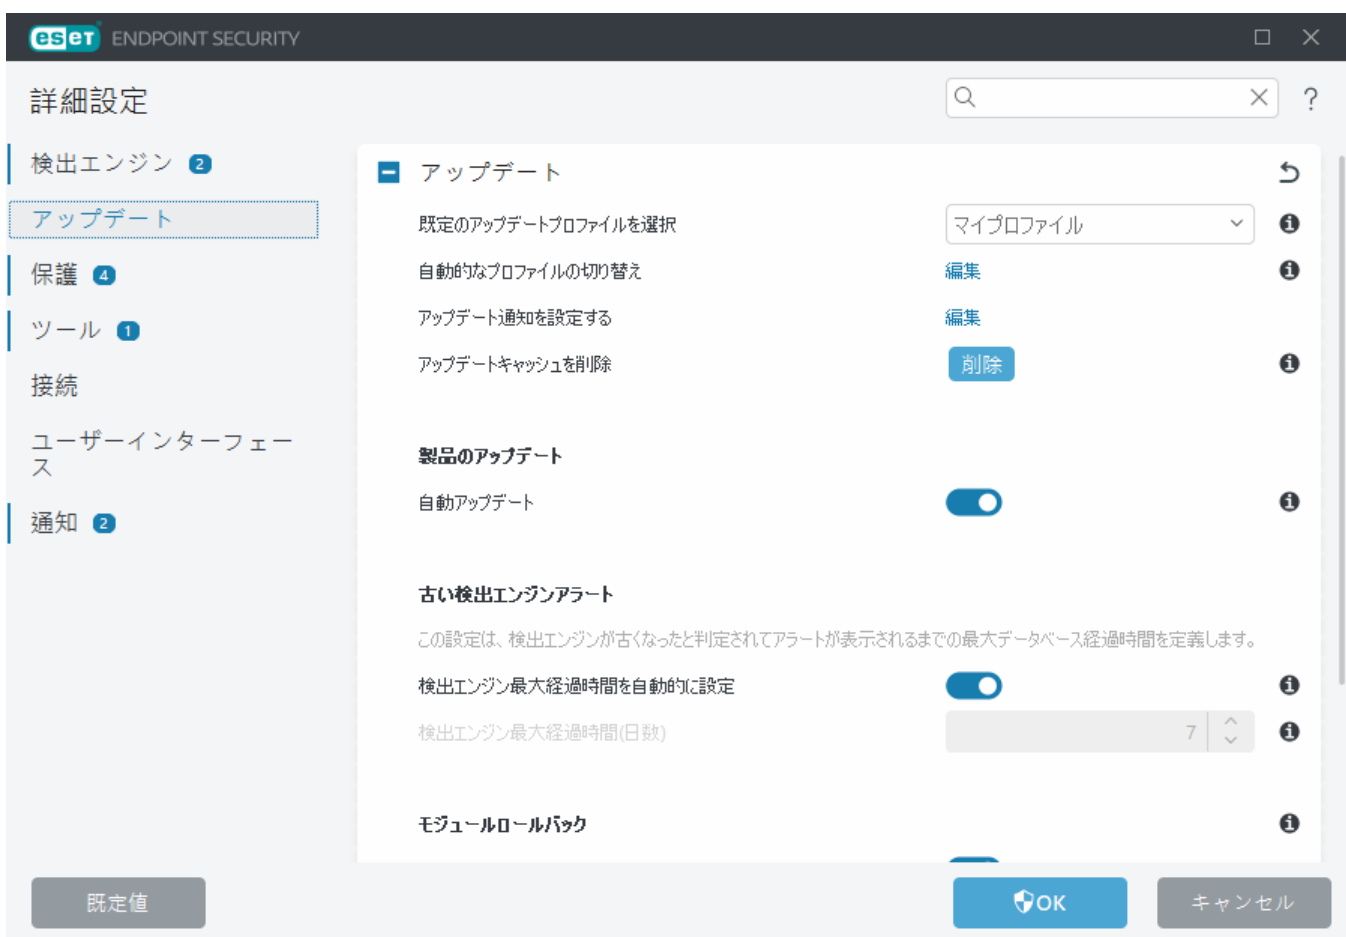 eset ENDPOINT SECURITY
詳細設定
?
検出エンジン 2
アップデート
保護 4
ツール 1
接続
ユーザーインターフェー
ス
通知 2
アップデート
既定のアップデートプロファイルを選択 マイプロファイル
自動的なプロファイルの切り替え 編集
アップデート通知を設定する 編集
アップデートキャッシュを削除 削除
製品のアップデート
自動アップデート
古い検出エンジンアラート
この設定は、検出エンジンが古くなったと判定されてアラートが表示されるまでの最大データベース経過時間を定義します。
検出エンジン最大経過時間を自動的に設定
検出エンジン最大経過時間(日数) 7
モジュールロールバック
既定値
OK
キャンセル